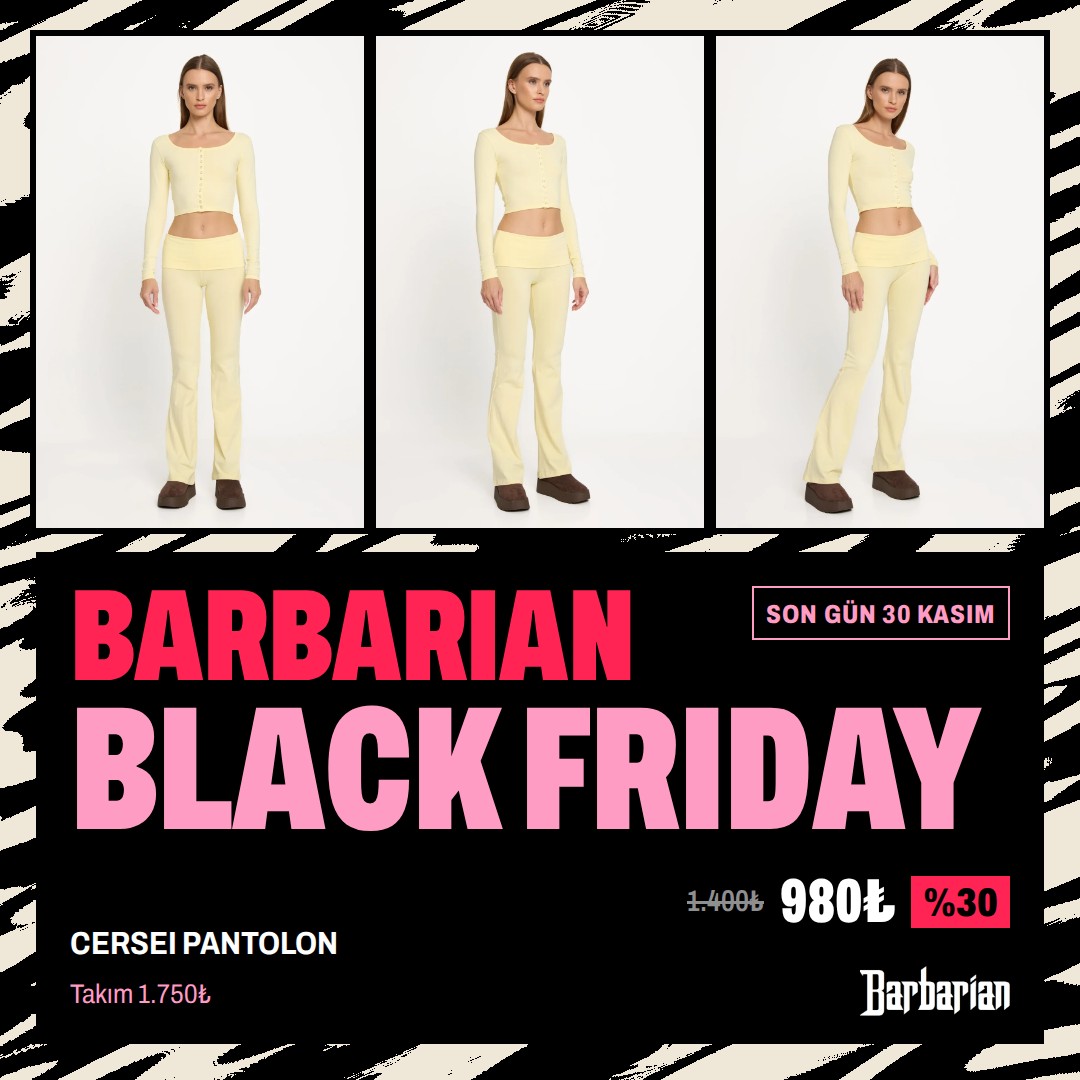 BARBARIAN
SON GÜN 30 KASIM
BLACK FRIDAY
1.400₺ 980₺ %30
CERSEI PANTOLON
Takım 1.750₺
Barbarian